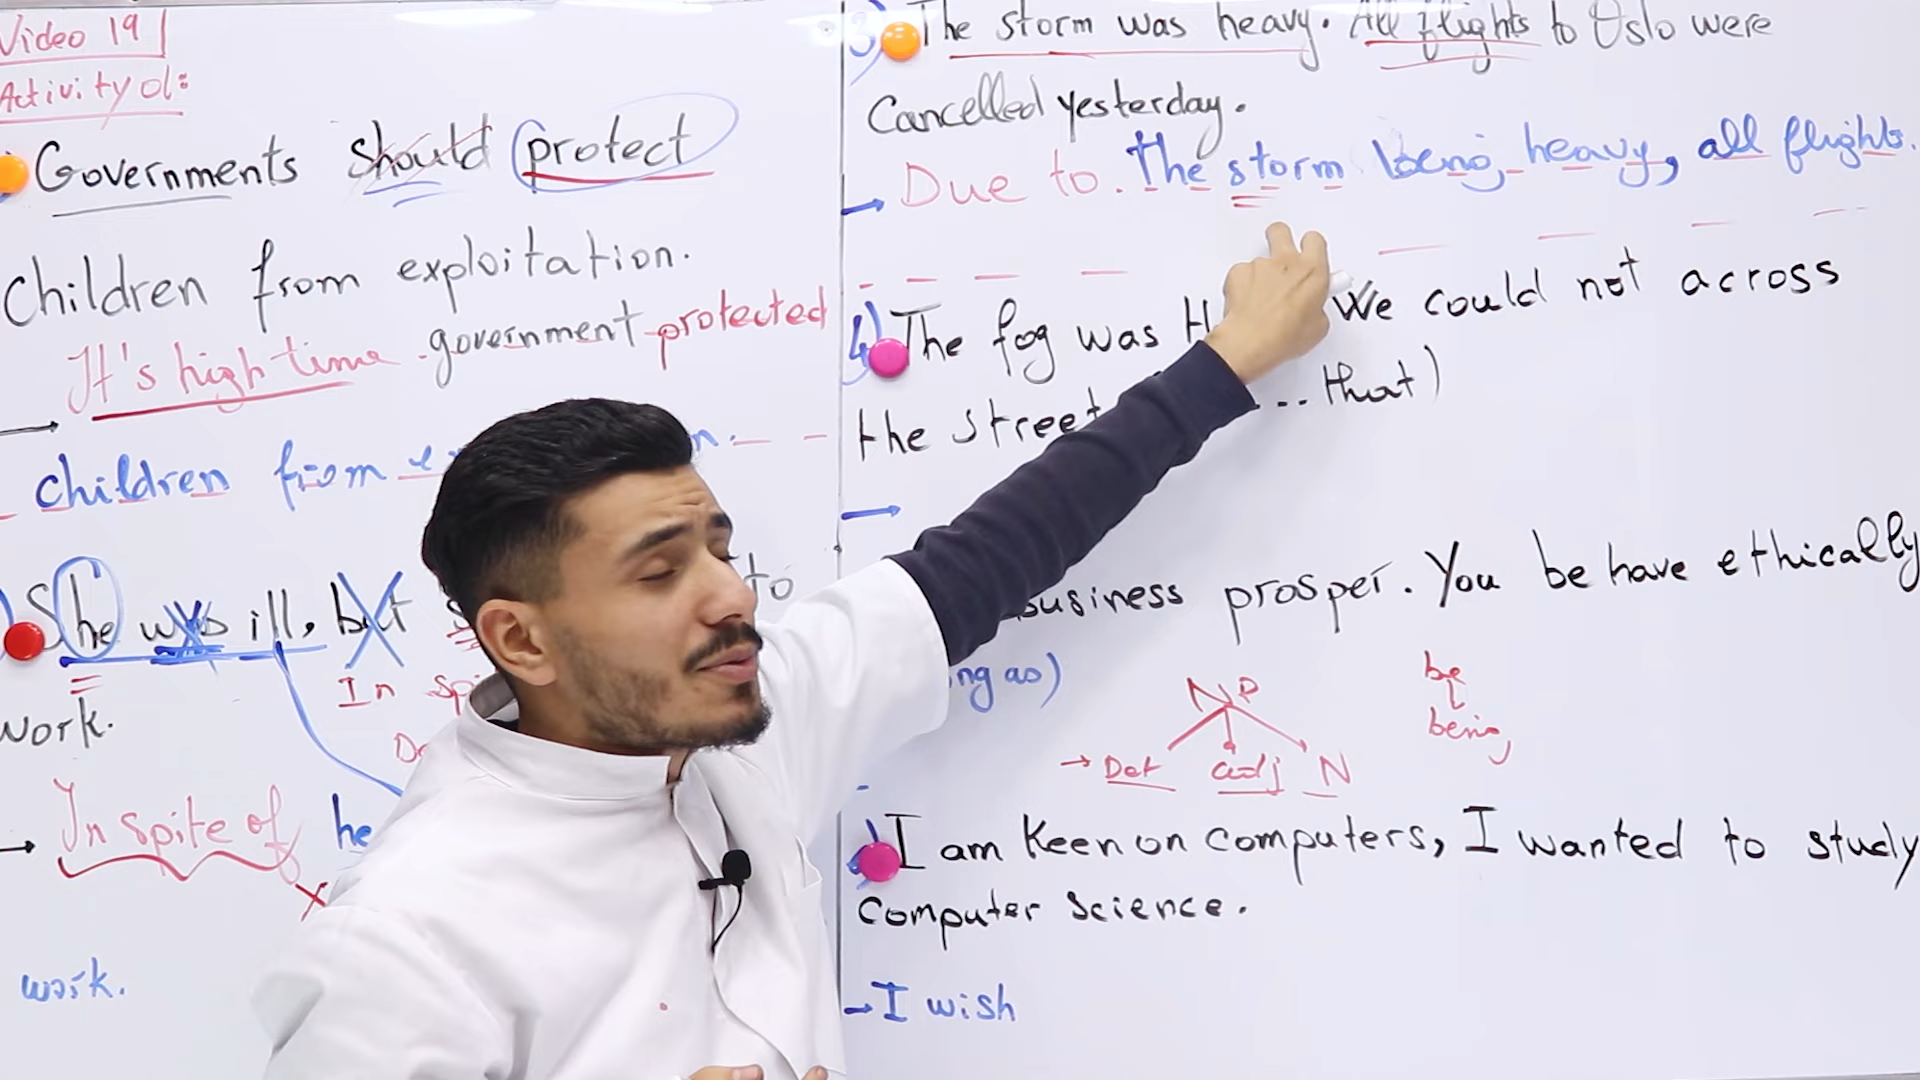 Video 19
Activity 01:
Governments should protect
children from exploitation.
It's high time government protected
children from
She was ill, but
to
work.
In
In spite of he
work.
3) The storm was heavy. All flights to Oslo were
Cancelled yesterday.
Due to. The storm being heavy, all flights.
4) The fog was We could not across
the street ... that)
business prosper. You behave ethically
ng as)
NP
Det adj N
be
being
I am Keen on computers, I wanted to study
Computer Science.
I wish